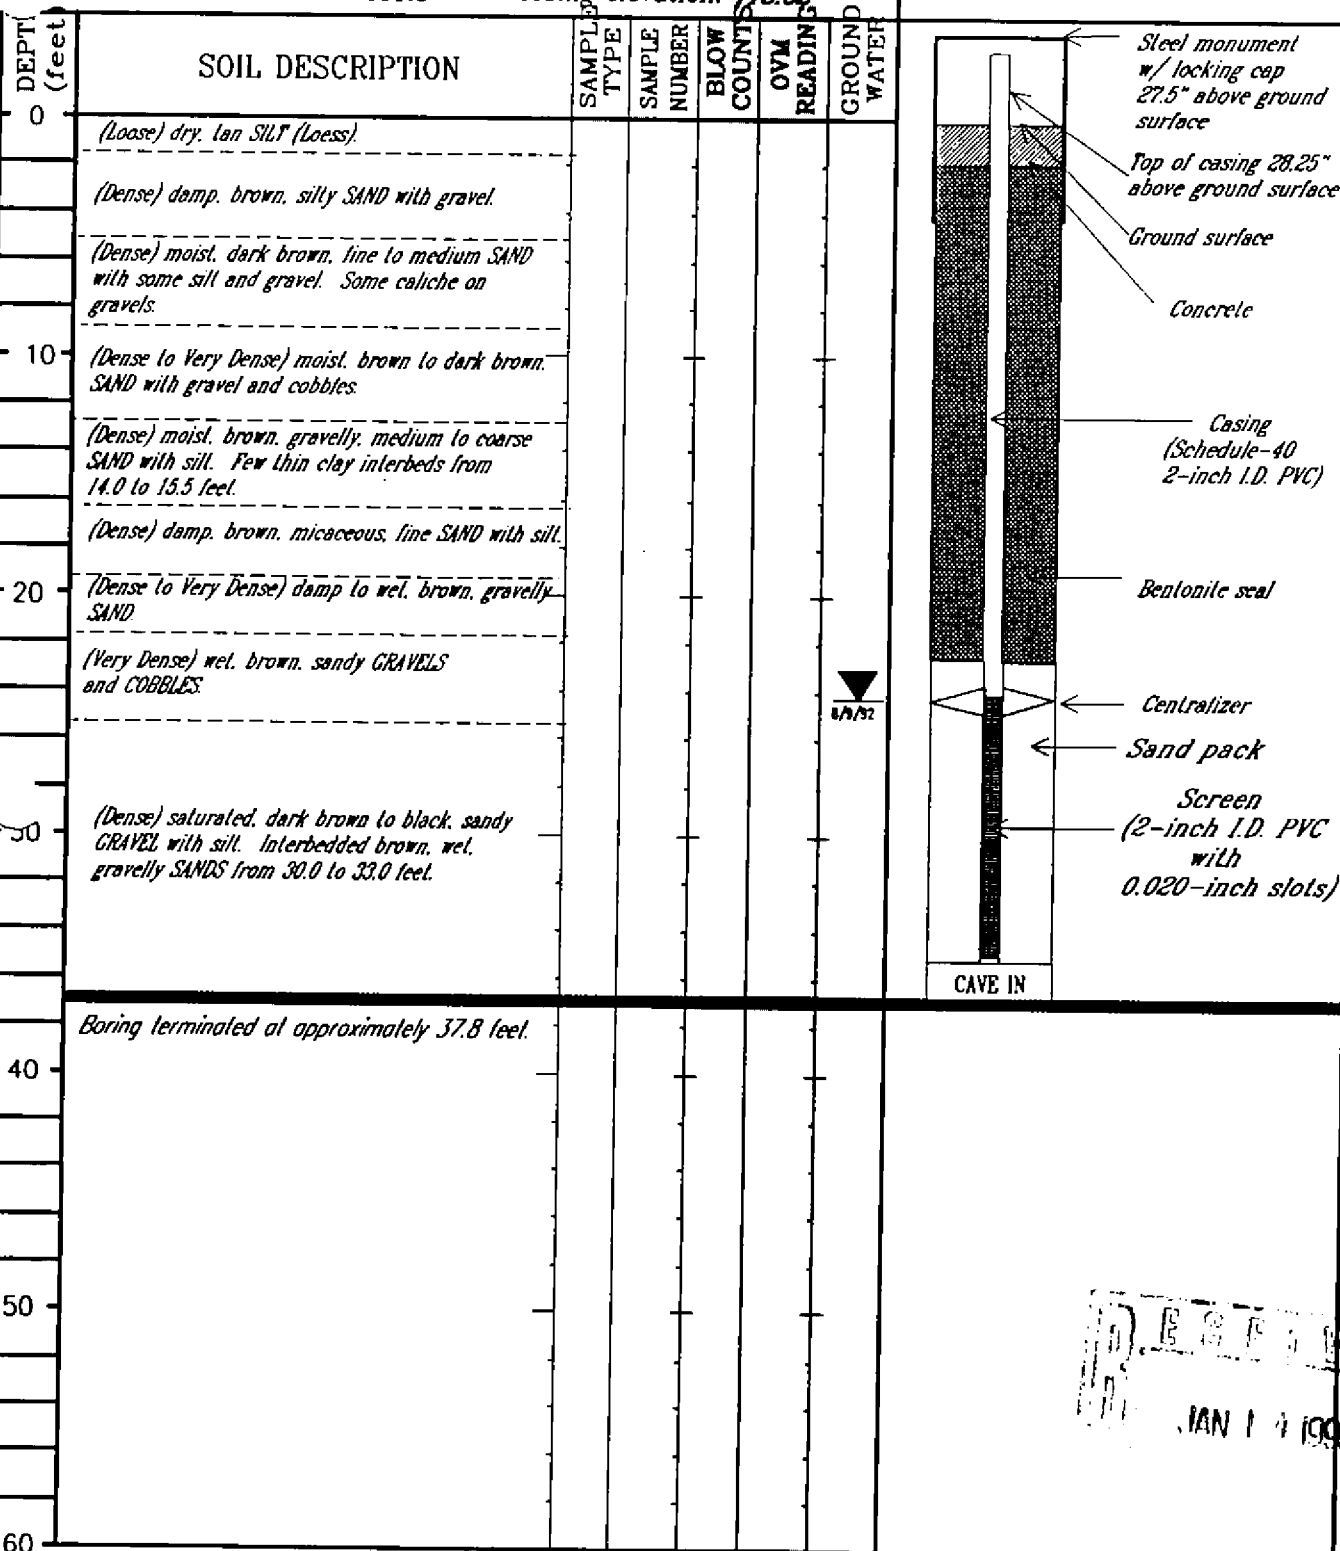 DEPT
(feet)
SOIL DESCRIPTION
SAMPLE
TYPE
SAMPLE
NUMBER
BLOW
COUNTS
OVM
READING
GROUND
WATER
0
10
20
30
40
50
60
(Loose) dry, tan SILT (Loess).
(Dense) damp, brown, silty SAND with gravel.
(Dense) moist, dark brown, fine to medium SAND
with some silt and gravel. Some caliche on
gravels.
(Dense to Very Dense) moist, brown to dark brown,
SAND with gravel and cobbles.
(Dense) moist, brown, gravelly, medium to coarse
SAND with silt. Few thin clay interbeds from
14.0 to 15.5 feet.
(Dense) damp, brown, micaceous, fine SAND with silt.
(Dense to Very Dense) damp to wet, brown, gravelly
SAND.
(Very Dense) wet, brown, sandy GRAVELS
and COBBLES.
(Dense) saturated, dark brown to black, sandy
GRAVEL with silt. Interbedded brown, wet,
gravelly SANDS from 30.0 to 33.0 feet.
Boring terminated at approximately 37.8 feet.
Steel monument
w/ locking cap
27.5" above ground
surface
Top of casing 28.25"
above ground surface
Ground surface
Concrete
Casing
(Schedule-40
2-inch I.D. PVC)
Bentonite seal
Centralizer
Sand pack
Screen
(2-inch I.D. PVC
with
0.020-inch slots)
CAVE IN
JAN